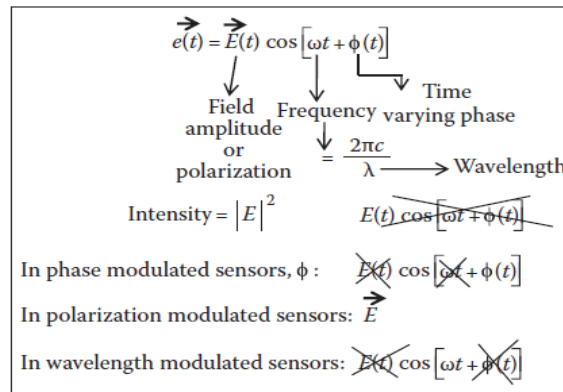 e⃗(t) = E⃗(t) cos[ωt + ϕ(t)]
Field amplitude or polarization
Frequency
Time varying phase
= 2πc/λ
Wavelength
Intensity = |E|²
E(t) cos[ωt + ϕ(t)]
In phase modulated sensors, ϕ : E(t) cos[ωt + ϕ(t)]
In polarization modulated sensors: E⃗
In wavelength modulated sensors: E(t) cos[ωt + ϕ(t)]